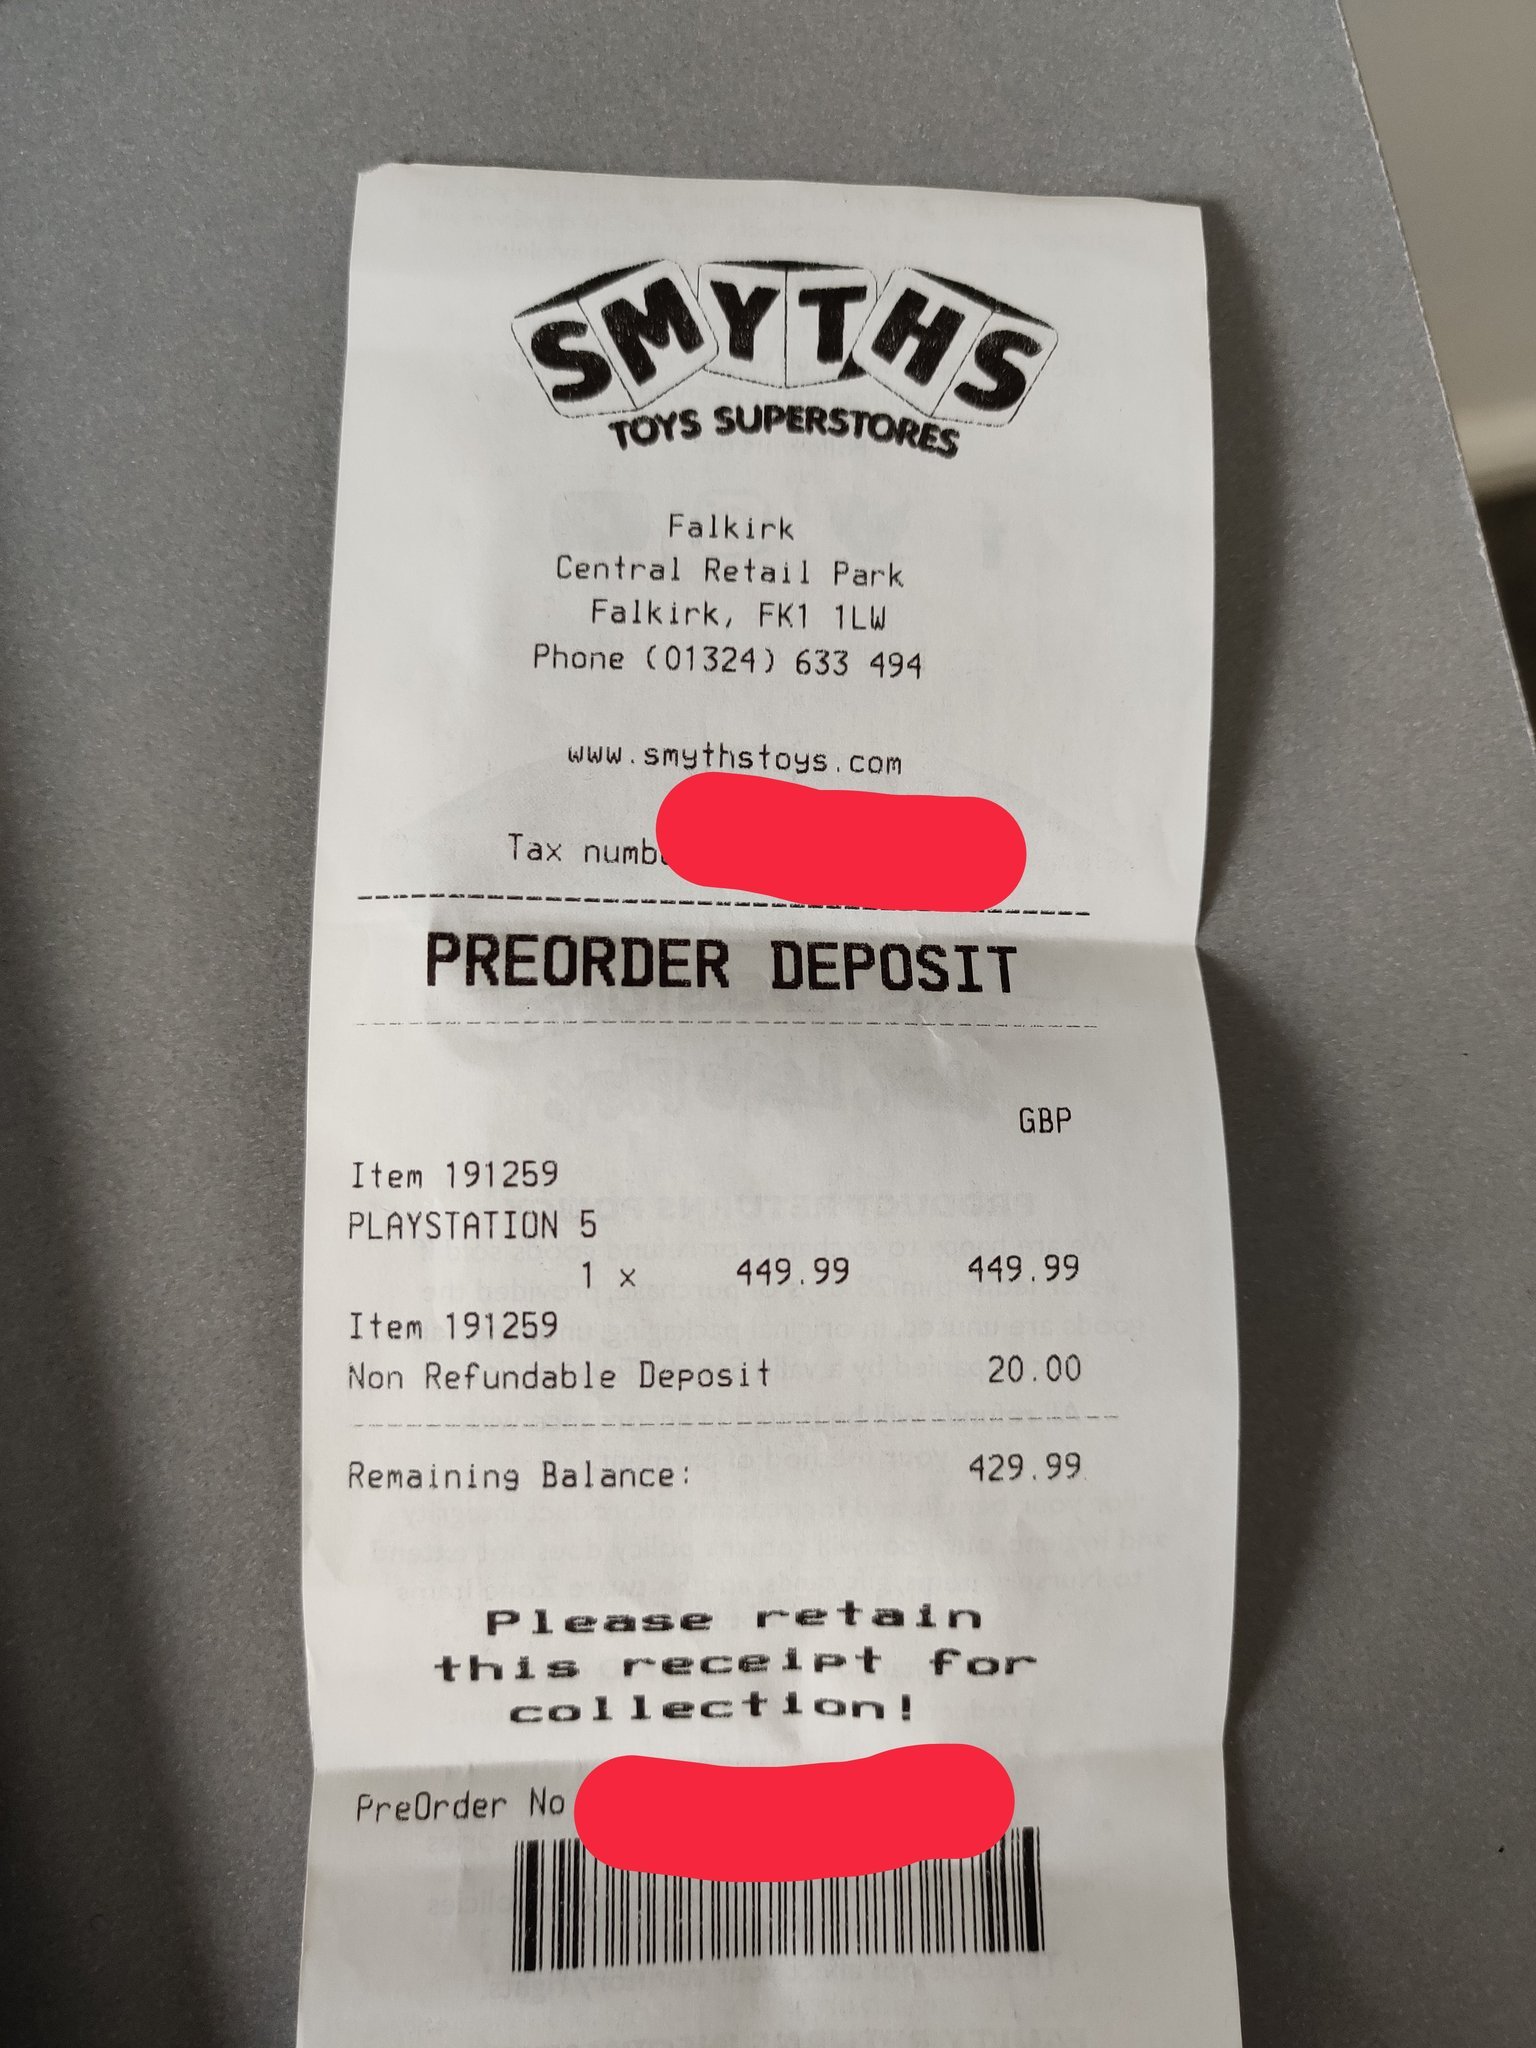 SMYTHS
TOYS SUPERSTORES
Falkirk
Central Retail Park
Falkirk, FK1 1LW
Phone (01324) 633 494
www.smythstoys.com
Tax numb
PREORDER DEPOSIT
GBP
Item 191259
PLAYSTATION 5
1 x 449.99 449.99
Item 191259
Non Refundable Deposit 20.00
Remaining Balance: 429.99
Please retain
this receipt for
collection!
PreOrder No